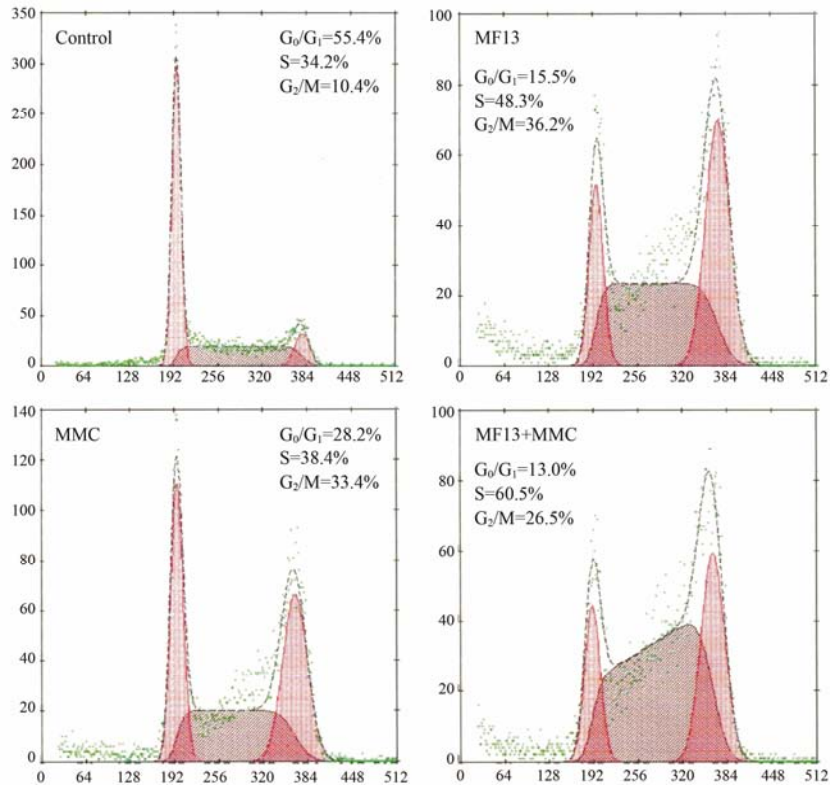 Control
G₀/G₁=55.4%
S=34.2%
G₂/M=10.4%
350
300
250
200
150
100
50
0
0 64 128 192 256 320 384 448 512
MF13
G₀/G₁=15.5%
S=48.3%
G₂/M=36.2%
100
80
60
40
20
0
0 64 128 192 256 320 384 448 512
MMC
G₀/G₁=28.2%
S=38.4%
G₂/M=33.4%
140
120
100
80
60
40
20
0
0 64 128 192 256 320 384 448 512
MF13+MMC
G₀/G₁=13.0%
S=60.5%
G₂/M=26.5%
100
80
60
40
20
0
0 64 128 192 256 320 384 448 512